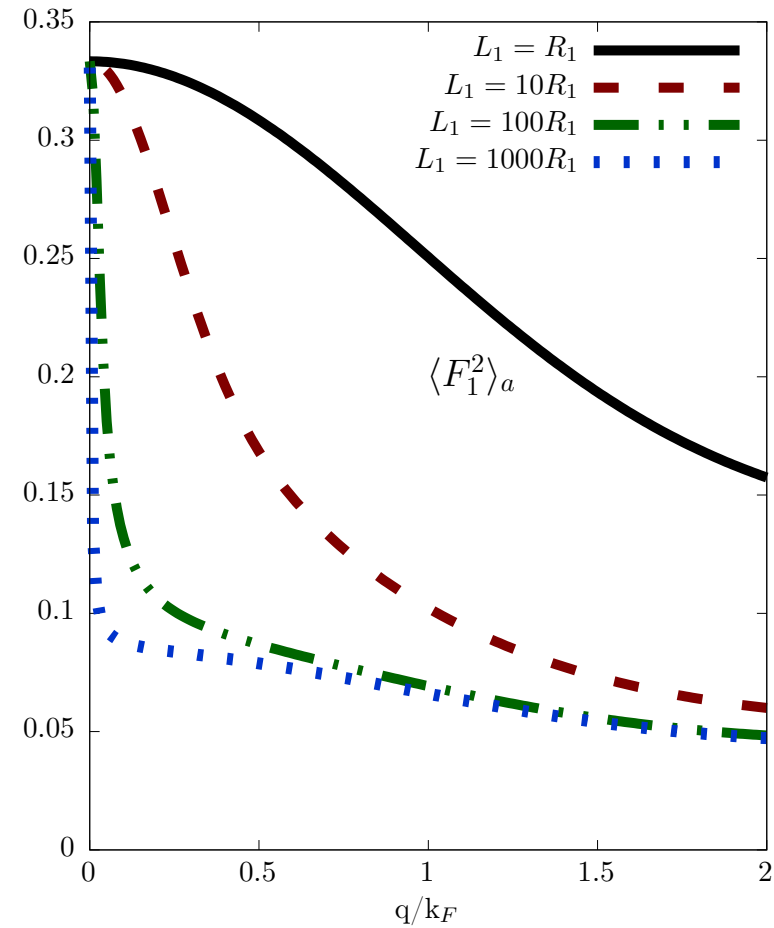 0.35
0.3
0.25
0.2
0.15
0.1
0.05
0
L₁ = R₁
L₁ = 10R₁
L₁ = 100R₁
L₁ = 1000R₁
⟨F₁²⟩ₐ
0 0.5 1 1.5 2
q/k_F